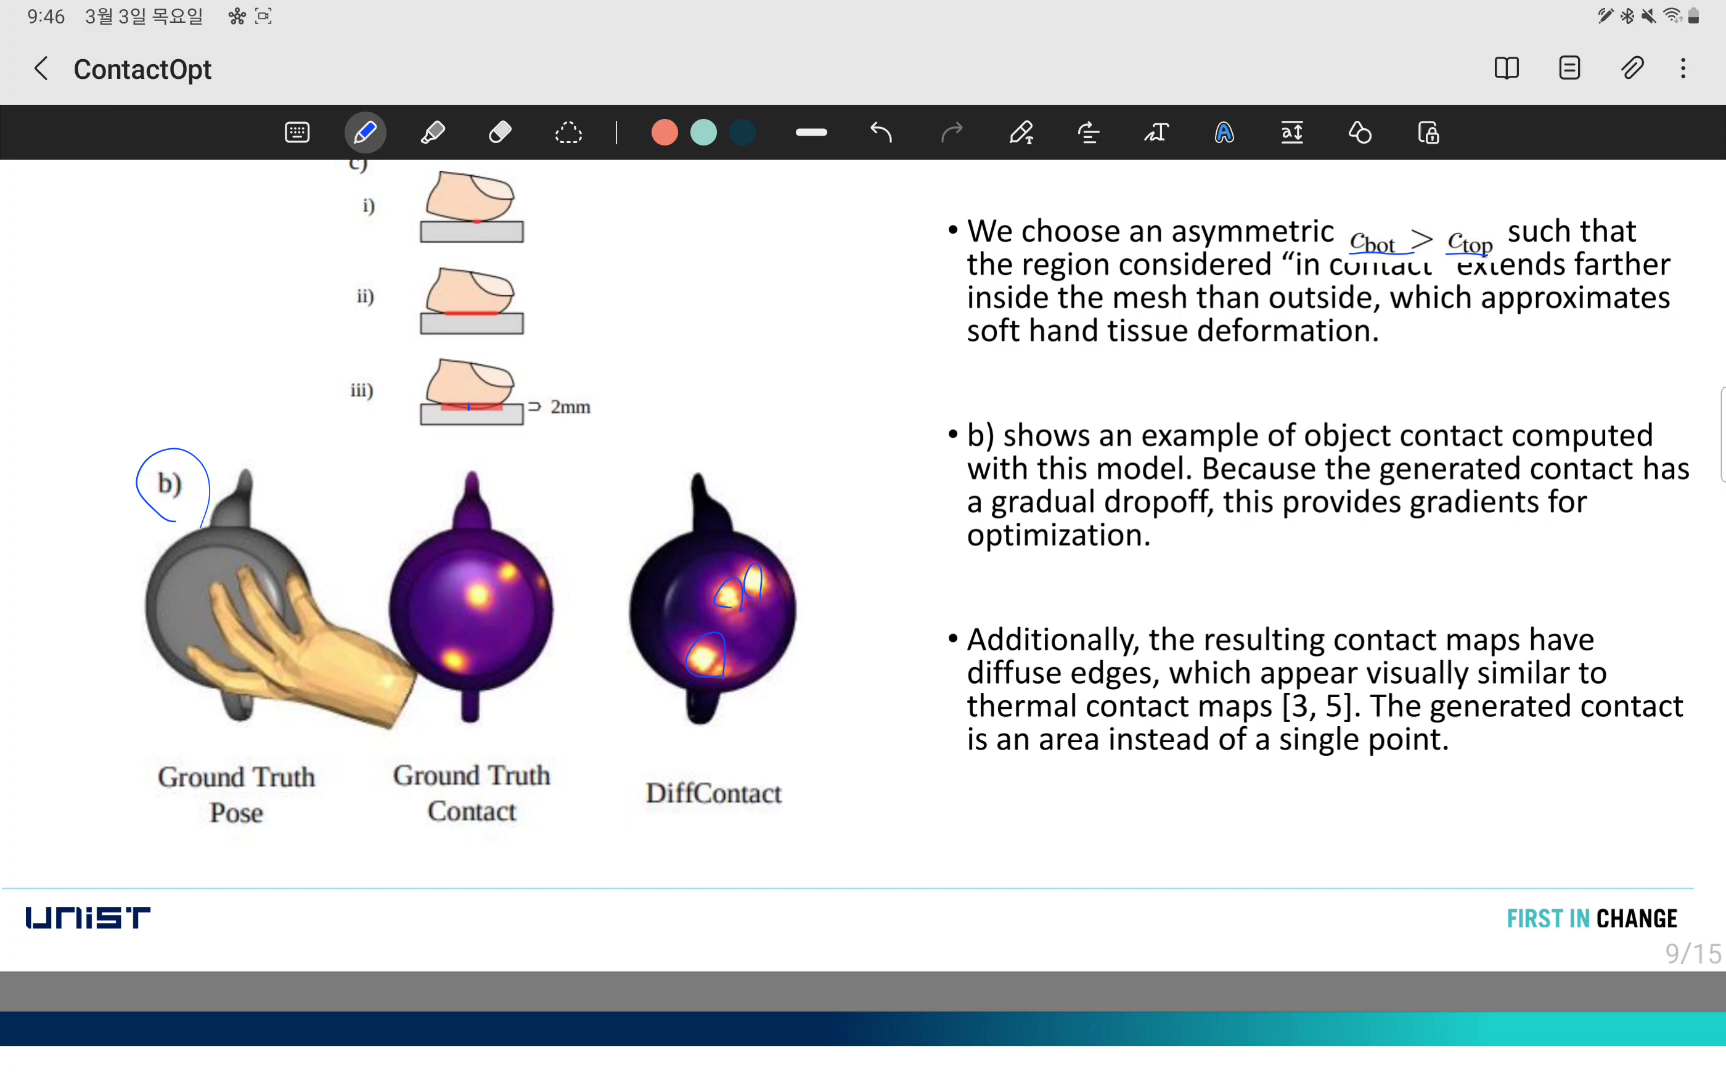 9:46 3월 3일 목요일
ContactOpt
c)
i)
ii)
iii)
2mm
b)
Ground Truth
Pose
Ground Truth
Contact
DiffContact
• We choose an asymmetric c_bot > c_top such that
the region considered “in contact “extends farther
inside the mesh than outside, which approximates
soft hand tissue deformation.
• b) shows an example of object contact computed
with this model. Because the generated contact has
a gradual dropoff, this provides gradients for
optimization.
• Additionally, the resulting contact maps have
diffuse edges, which appear visually similar to
thermal contact maps [3, 5]. The generated contact
is an area instead of a single point.
UNIST
FIRST IN CHANGE
9/15